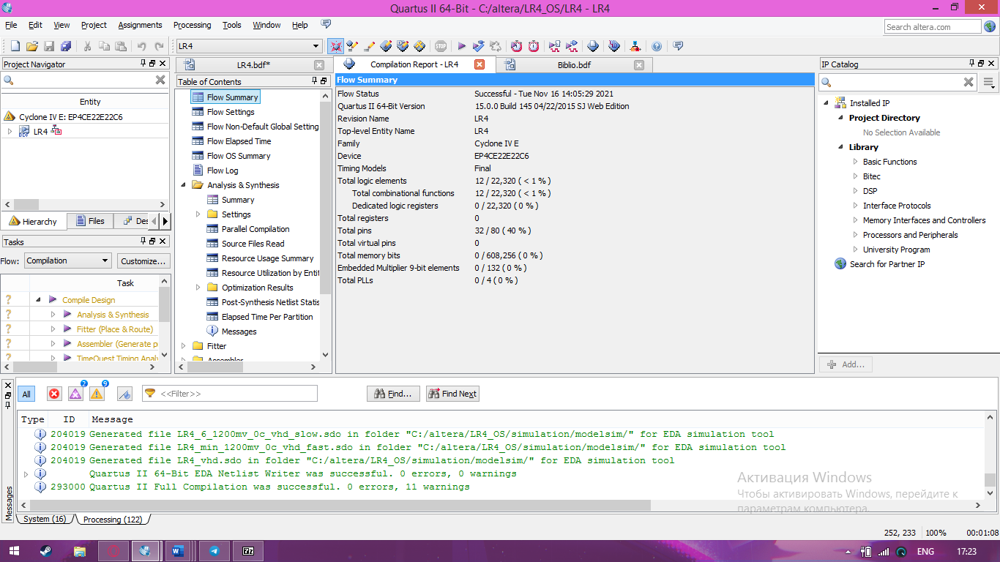 Quartus II 64-Bit - C:/altera/LR4_OS/LR4 - LR4
File Edit View Project Assignments Processing Tools Window Help
Search altera.com
LR4
Project Navigator
Entity
Cyclone IV E: EP4CE22E22C6
LR4
Hierarchy Files Des
Tasks
Flow: Compilation Customize...
Task
Compile Design
Analysis & Synthesis
Fitter (Place & Route)
Assembler (Generate p
TimeQuest Timing Analy
LR4.bdf* Compilation Report - LR4 Biblio.bdf
Table of Contents
Flow Summary
Flow Settings
Flow Non-Default Global Setting
Flow Elapsed Time
Flow OS Summary
Flow Log
Analysis & Synthesis
Summary
Settings
Parallel Compilation
Source Files Read
Resource Usage Summary
Resource Utilization by Entit
Optimization Results
Post-Synthesis Netlist Statis
Elapsed Time Per Partition
Messages
Fitter
Assembler
Flow Summary
Flow Status Successful - Tue Nov 16 14:05:29 2021
Quartus II 64-Bit Version 15.0.0 Build 145 04/22/2015 SJ Web Edition
Revision Name LR4
Top-level Entity Name LR4
Family Cyclone IV E
Device EP4CE22E22C6
Timing Models Final
Total logic elements 12 / 22,320 ( < 1 % )
Total combinational functions 12 / 22,320 ( < 1 % )
Dedicated logic registers 0 / 22,320 ( 0 % )
Total registers 0
Total pins 32 / 80 ( 40 % )
Total virtual pins 0
Total memory bits 0 / 608,256 ( 0 % )
Embedded Multiplier 9-bit elements 0 / 132 ( 0 % )
Total PLLs 0 / 4 ( 0 % )
IP Catalog
Installed IP
Project Directory
No Selection Available
Library
Basic Functions
Bitec
DSP
Interface Protocols
Memory Interfaces and Controllers
Processors and Peripherals
University Program
Search for Partner IP
Add...
All 2 9 <<Filter>> Find... Find Next
Type ID Message
204019 Generated file LR4_6_1200mv_0c_vhd_slow.sdo in folder "C:/altera/LR4_OS/simulation/modelsim/" for EDA simulation tool
204019 Generated file LR4_min_1200mv_0c_vhd_fast.sdo in folder "C:/altera/LR4_OS/simulation/modelsim/" for EDA simulation tool
204019 Generated file LR4_vhd.sdo in folder "C:/altera/LR4_OS/simulation/modelsim/" for EDA simulation tool
Quartus II 64-Bit EDA Netlist Writer was successful. 0 errors, 0 warnings
293000 Quartus II Full Compilation was successful. 0 errors, 11 warnings
Messages
System (16) Processing (122)
Активация Windows
Чтобы активировать Windows, перейдите к
параметрам компьютера.
252, 233 100% 00:01:08
ENG 17:23